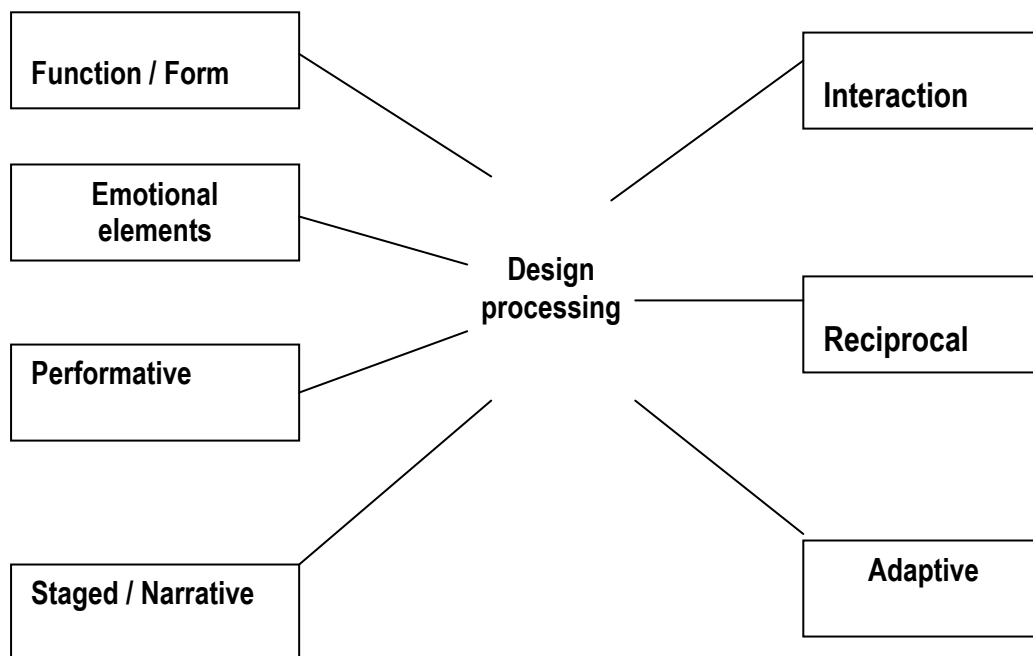 Function / Form
Emotional
elements
Performative
Staged / Narrative
Design
processing
Interaction
Reciprocal
Adaptive